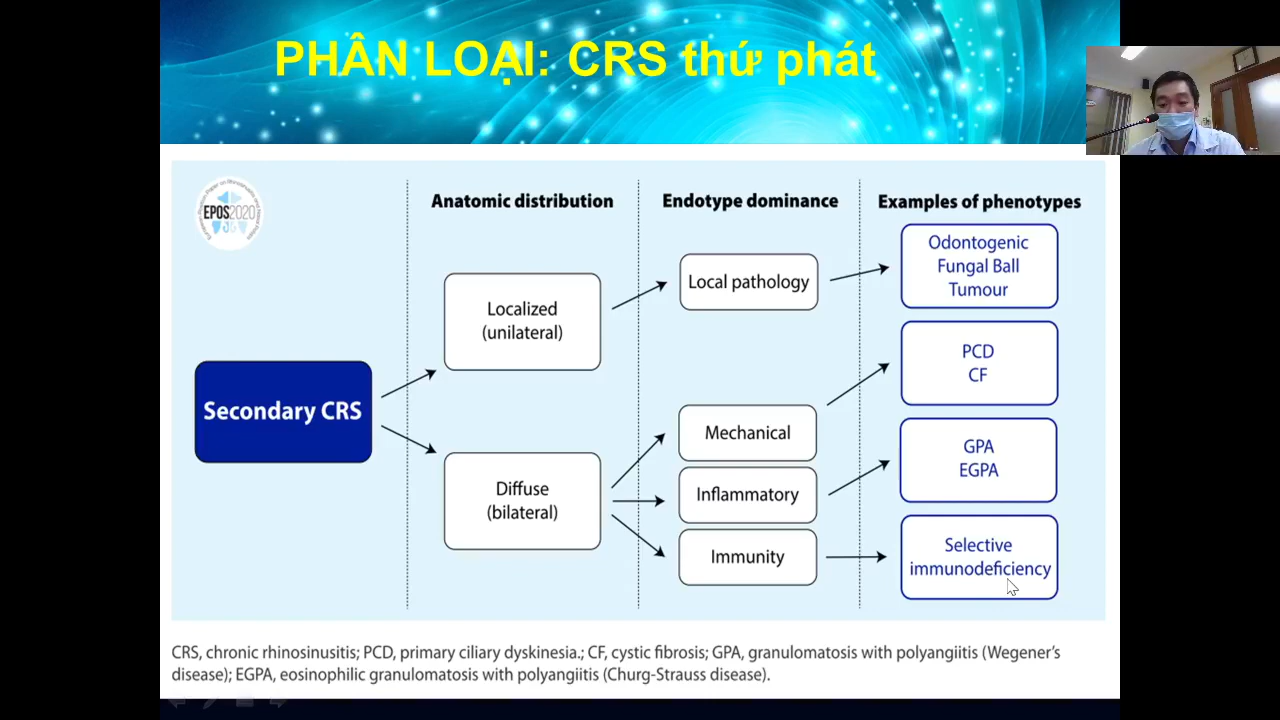 PHÂN LOẠI: CRS thứ phát
EPOS2020
Anatomic distribution
Endotype dominance
Examples of phenotypes
Secondary CRS
Localized
(unilateral)
Diffuse
(bilateral)
Local pathology
Mechanical
Inflammatory
Immunity
Odontogenic
Fungal Ball
Tumour
PCD
CF
GPA
EGPA
Selective
immunodeficiency
CRS, chronic rhinosinusitis; PCD, primary ciliary dyskinesia.; CF, cystic fibrosis; GPA, granulomatosis with polyangiitis (Wegener's
disease); EGPA, eosinophilic granulomatosis with polyangiitis (Churg-Strauss disease).